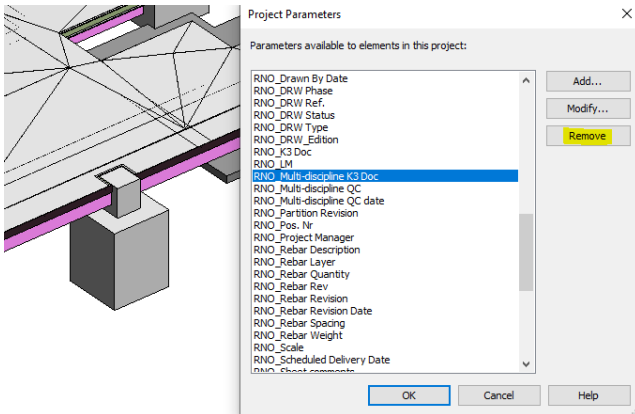 Project Parameters
Parameters available to elements in this project:
RNO_Drawn By Date
RNO_DRW Phase
RNO_DRW Ref.
RNO_DRW Status
RNO_DRW Type
RNO_DRW_Edition
RNO_K3 Doc
RNO_LM
RNO_Multi-discipline K3 Doc
RNO_Multi-discipline QC
RNO_Multi-discipline QC date
RNO_Partition Revision
RNO_Pos. Nr
RNO_Project Manager
RNO_Rebar Description
RNO_Rebar Layer
RNO_Rebar Quantity
RNO_Rebar Rev
RNO_Rebar Revision
RNO_Rebar Revision Date
RNO_Rebar Spacing
RNO_Rebar Weight
RNO_Scale
RNO_Scheduled Delivery Date
RNO_Sheet comments
Add...
Modify...
Remove
OK
Cancel
Help